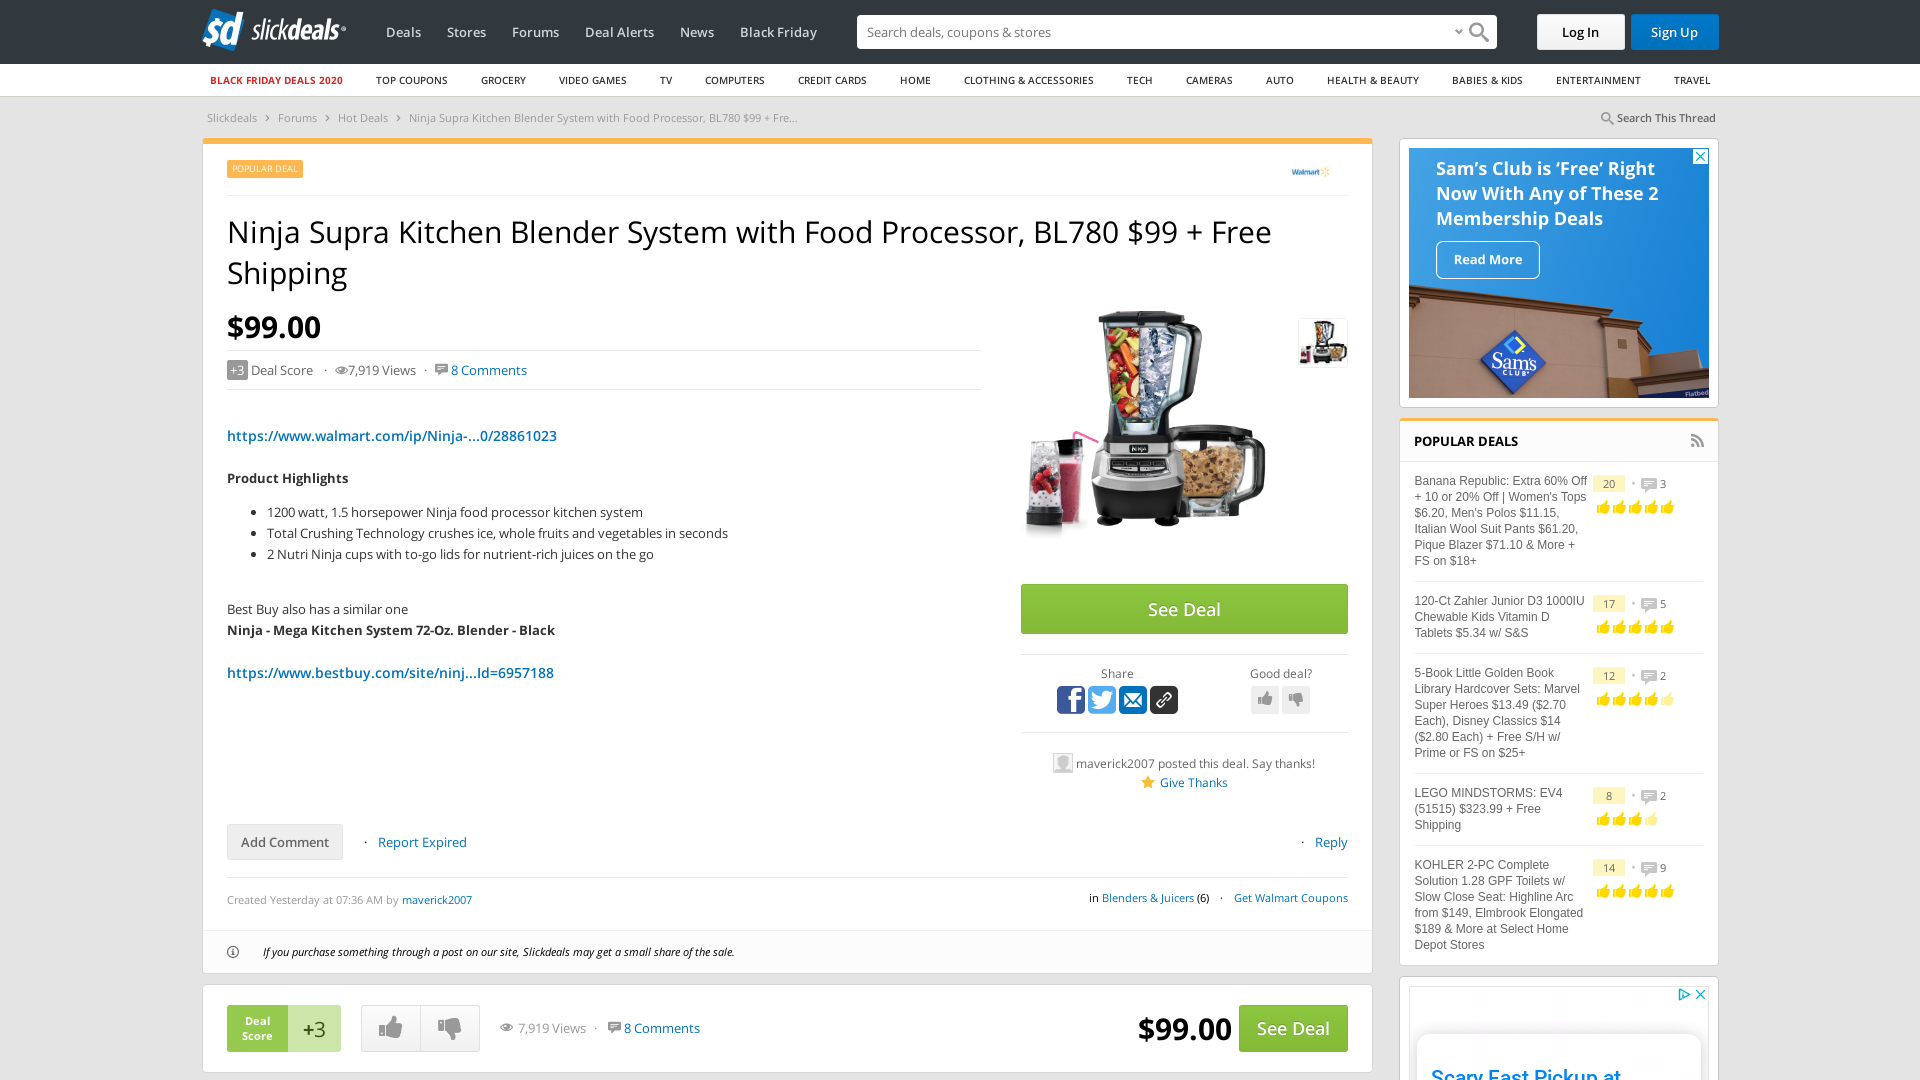 sd slickdeals
Deals Stores Forums Deal Alerts News Black Friday
Search deals, coupons & stores
Log In
Sign Up
BLACK FRIDAY DEALS 2020 TOP COUPONS GROCERY VIDEO GAMES TV COMPUTERS CREDIT CARDS HOME CLOTHING & ACCESSORIES TECH CAMERAS AUTO HEALTH & BEAUTY BABIES & KIDS ENTERTAINMENT TRAVEL
Slickdeals › Forums › Hot Deals › Ninja Supra Kitchen Blender System with Food Processor, BL780 $99 + Fre...
Search This Thread
POPULAR DEAL
Walmart
Ninja Supra Kitchen Blender System with Food Processor, BL780 $99 + Free
Shipping
$99.00
+3 Deal Score · 7,919 Views · 8 Comments
https://www.walmart.com/ip/Ninja-...0/28861023
Product Highlights
• 1200 watt, 1.5 horsepower Ninja food processor kitchen system
• Total Crushing Technology crushes ice, whole fruits and vegetables in seconds
• 2 Nutri Ninja cups with to-go lids for nutrient-rich juices on the go
Best Buy also has a similar one
Ninja - Mega Kitchen System 72-Oz. Blender - Black
https://www.bestbuy.com/site/ninj...Id=6957188
NINJA
See Deal
Share
Good deal?
maverick2007 posted this deal. Say thanks!
Give Thanks
Add Comment · Report Expired
· Reply
Created Yesterday at 07:36 AM by maverick2007
in Blenders & Juicers (6) · Get Walmart Coupons
If you purchase something through a post on our site, Slickdeals may get a small share of the sale.
Deal
Score
+3
7,919 Views · 8 Comments
$99.00
See Deal
Sam's Club is ‘Free’ Right
Now With Any of These 2
Membership Deals
Read More
Sam's
CLUB
Flatbed
POPULAR DEALS
Banana Republic: Extra 60% Off
+ 10 or 20% Off | Women's Tops
$6.20, Men's Polos $11.15,
Italian Wool Suit Pants $61.20,
Pique Blazer $71.10 & More +
FS on $18+
20 • 3
120-Ct Zahler Junior D3 1000IU
Chewable Kids Vitamin D
Tablets $5.34 w/ S&S
17 • 5
5-Book Little Golden Book
Library Hardcover Sets: Marvel
Super Heroes $13.49 ($2.70
Each), Disney Classics $14
($2.80 Each) + Free S/H w/
Prime or FS on $25+
12 • 2
LEGO MINDSTORMS: EV4
(51515) $323.99 + Free
Shipping
8 • 2
KOHLER 2-PC Complete
Solution 1.28 GPF Toilets w/
Slow Close Seat: Highline Arc
from $149, Elmbrook Elongated
$189 & More at Select Home
Depot Stores
14 • 9
Scary Fast Pickup at